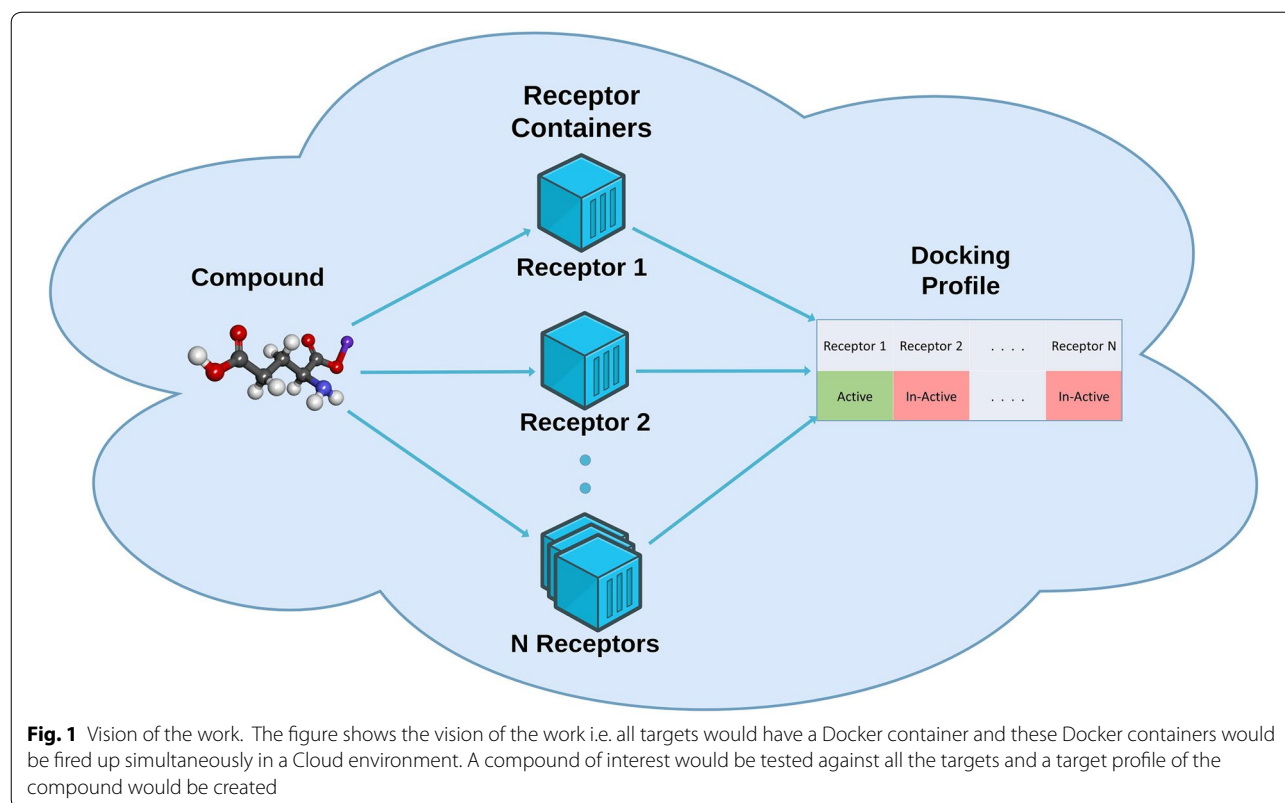 Receptor
Containers
Receptor 1
Compound
Docking
Profile
Receptor 2
Receptor 1 Receptor 2 . . . . Receptor N
Active In-Active . . . . In-Active
N Receptors
Fig. 1 Vision of the work. The figure shows the vision of the work i.e. all targets would have a Docker container and these Docker containers would
be fired up simultaneously in a Cloud environment. A compound of interest would be tested against all the targets and a target profile of the
compound would be created